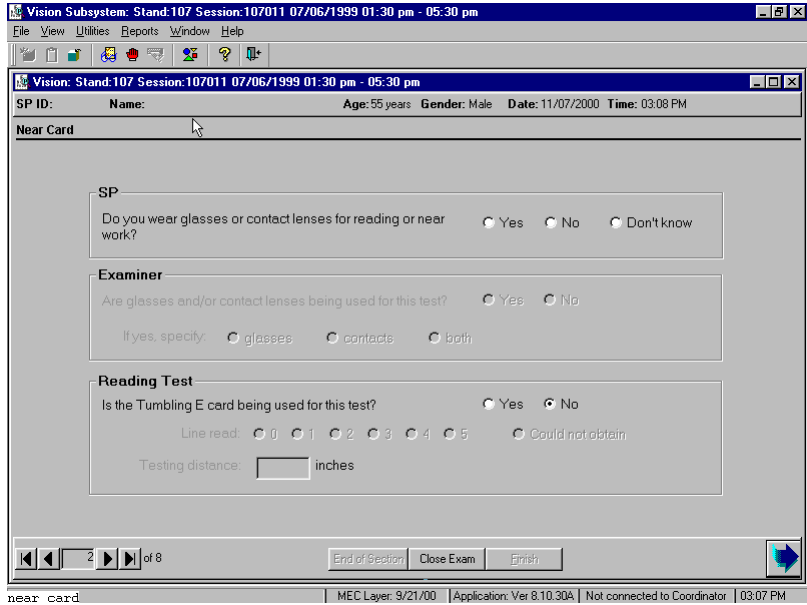 Vision Subsystem: Stand:107 Session:107011 07/06/1999 01:30 pm - 05:30 pm
File View Utilities Reports Window Help
Vision: Stand:107 Session:107011 07/06/1999 01:30 pm - 05:30 pm
SP ID: Name: Age: 55 years Gender: Male Date: 11/07/2000 Time: 03:08 PM
Near Card
SP
Do you wear glasses or contact lenses for reading or near Yes No Don't know
work?
Examiner
Are glasses and/or contact lenses being used for this test? Yes No
If yes, specify: glasses contacts both
Reading Test
Is the Tumbling E card being used for this test? Yes No
Line read: 0 1 2 3 4 5 Could not obtain
Testing distance: inches
2 of 8 End of Section Close Exam Finish
near card MEC Layer: 9/21/00 Application: Ver 8.10.30A Not connected to Coordinator 03:07 PM